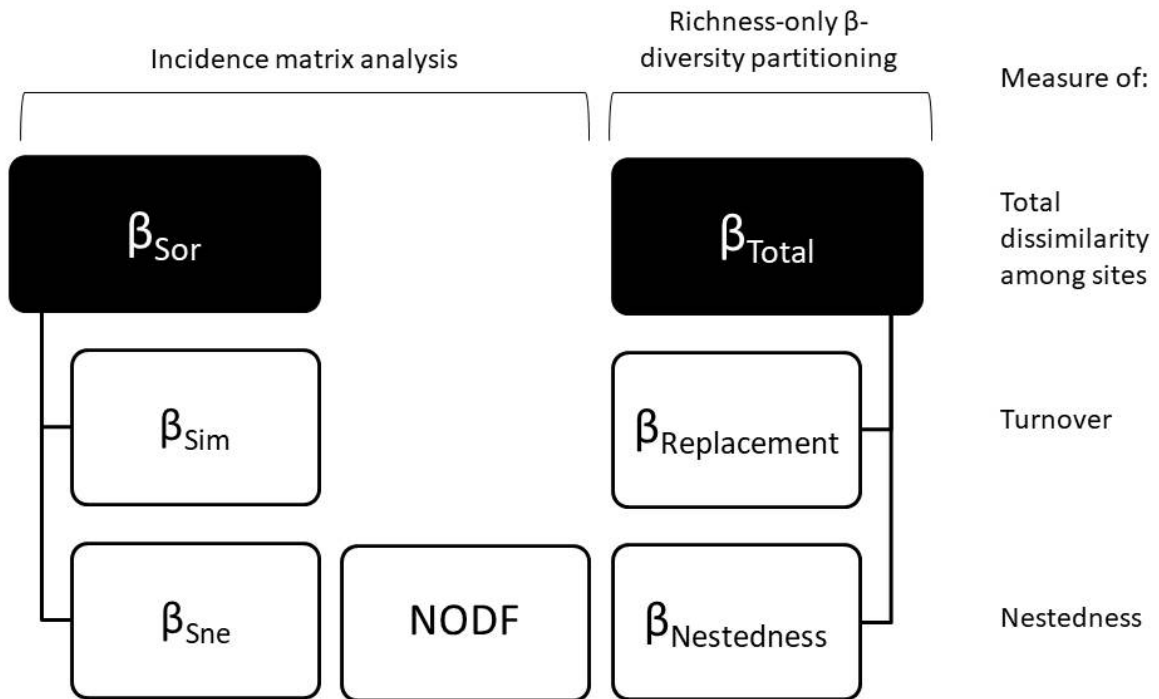 Incidence matrix analysis
Richness-only β-
diversity partitioning
Measure of:
βSor
βTotal
Total
dissimilarity
among sites
βSim
βReplacement
Turnover
βSne
NODF
βNestedness
Nestedness